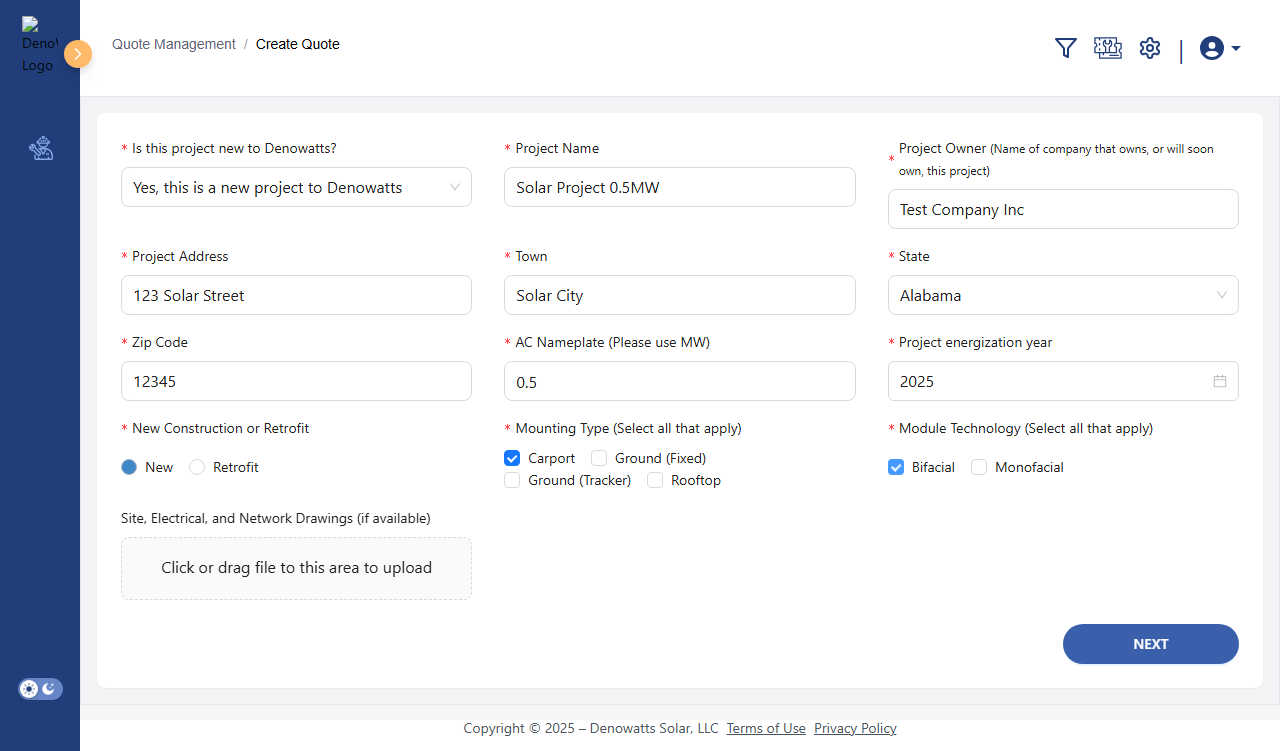 Deno
Logo
Quote Management / Create Quote
* Is this project new to Denowatts?
Yes, this is a new project to Denowatts
* Project Name
Solar Project 0.5MW
* Project Owner (Name of company that owns, or will soon
own, this project)
Test Company Inc
* Project Address
123 Solar Street
* Town
Solar City
* State
Alabama
* Zip Code
12345
* AC Nameplate (Please use MW)
0.5
* Project energization year
2025
* New Construction or Retrofit
New Retrofit
* Mounting Type (Select all that apply)
Carport Ground (Fixed)
Ground (Tracker) Rooftop
* Module Technology (Select all that apply)
Bifacial Monofacial
Site, Electrical, and Network Drawings (if available)
Click or drag file to this area to upload
NEXT
Copyright © 2025 – Denowatts Solar, LLC Terms of Use Privacy Policy